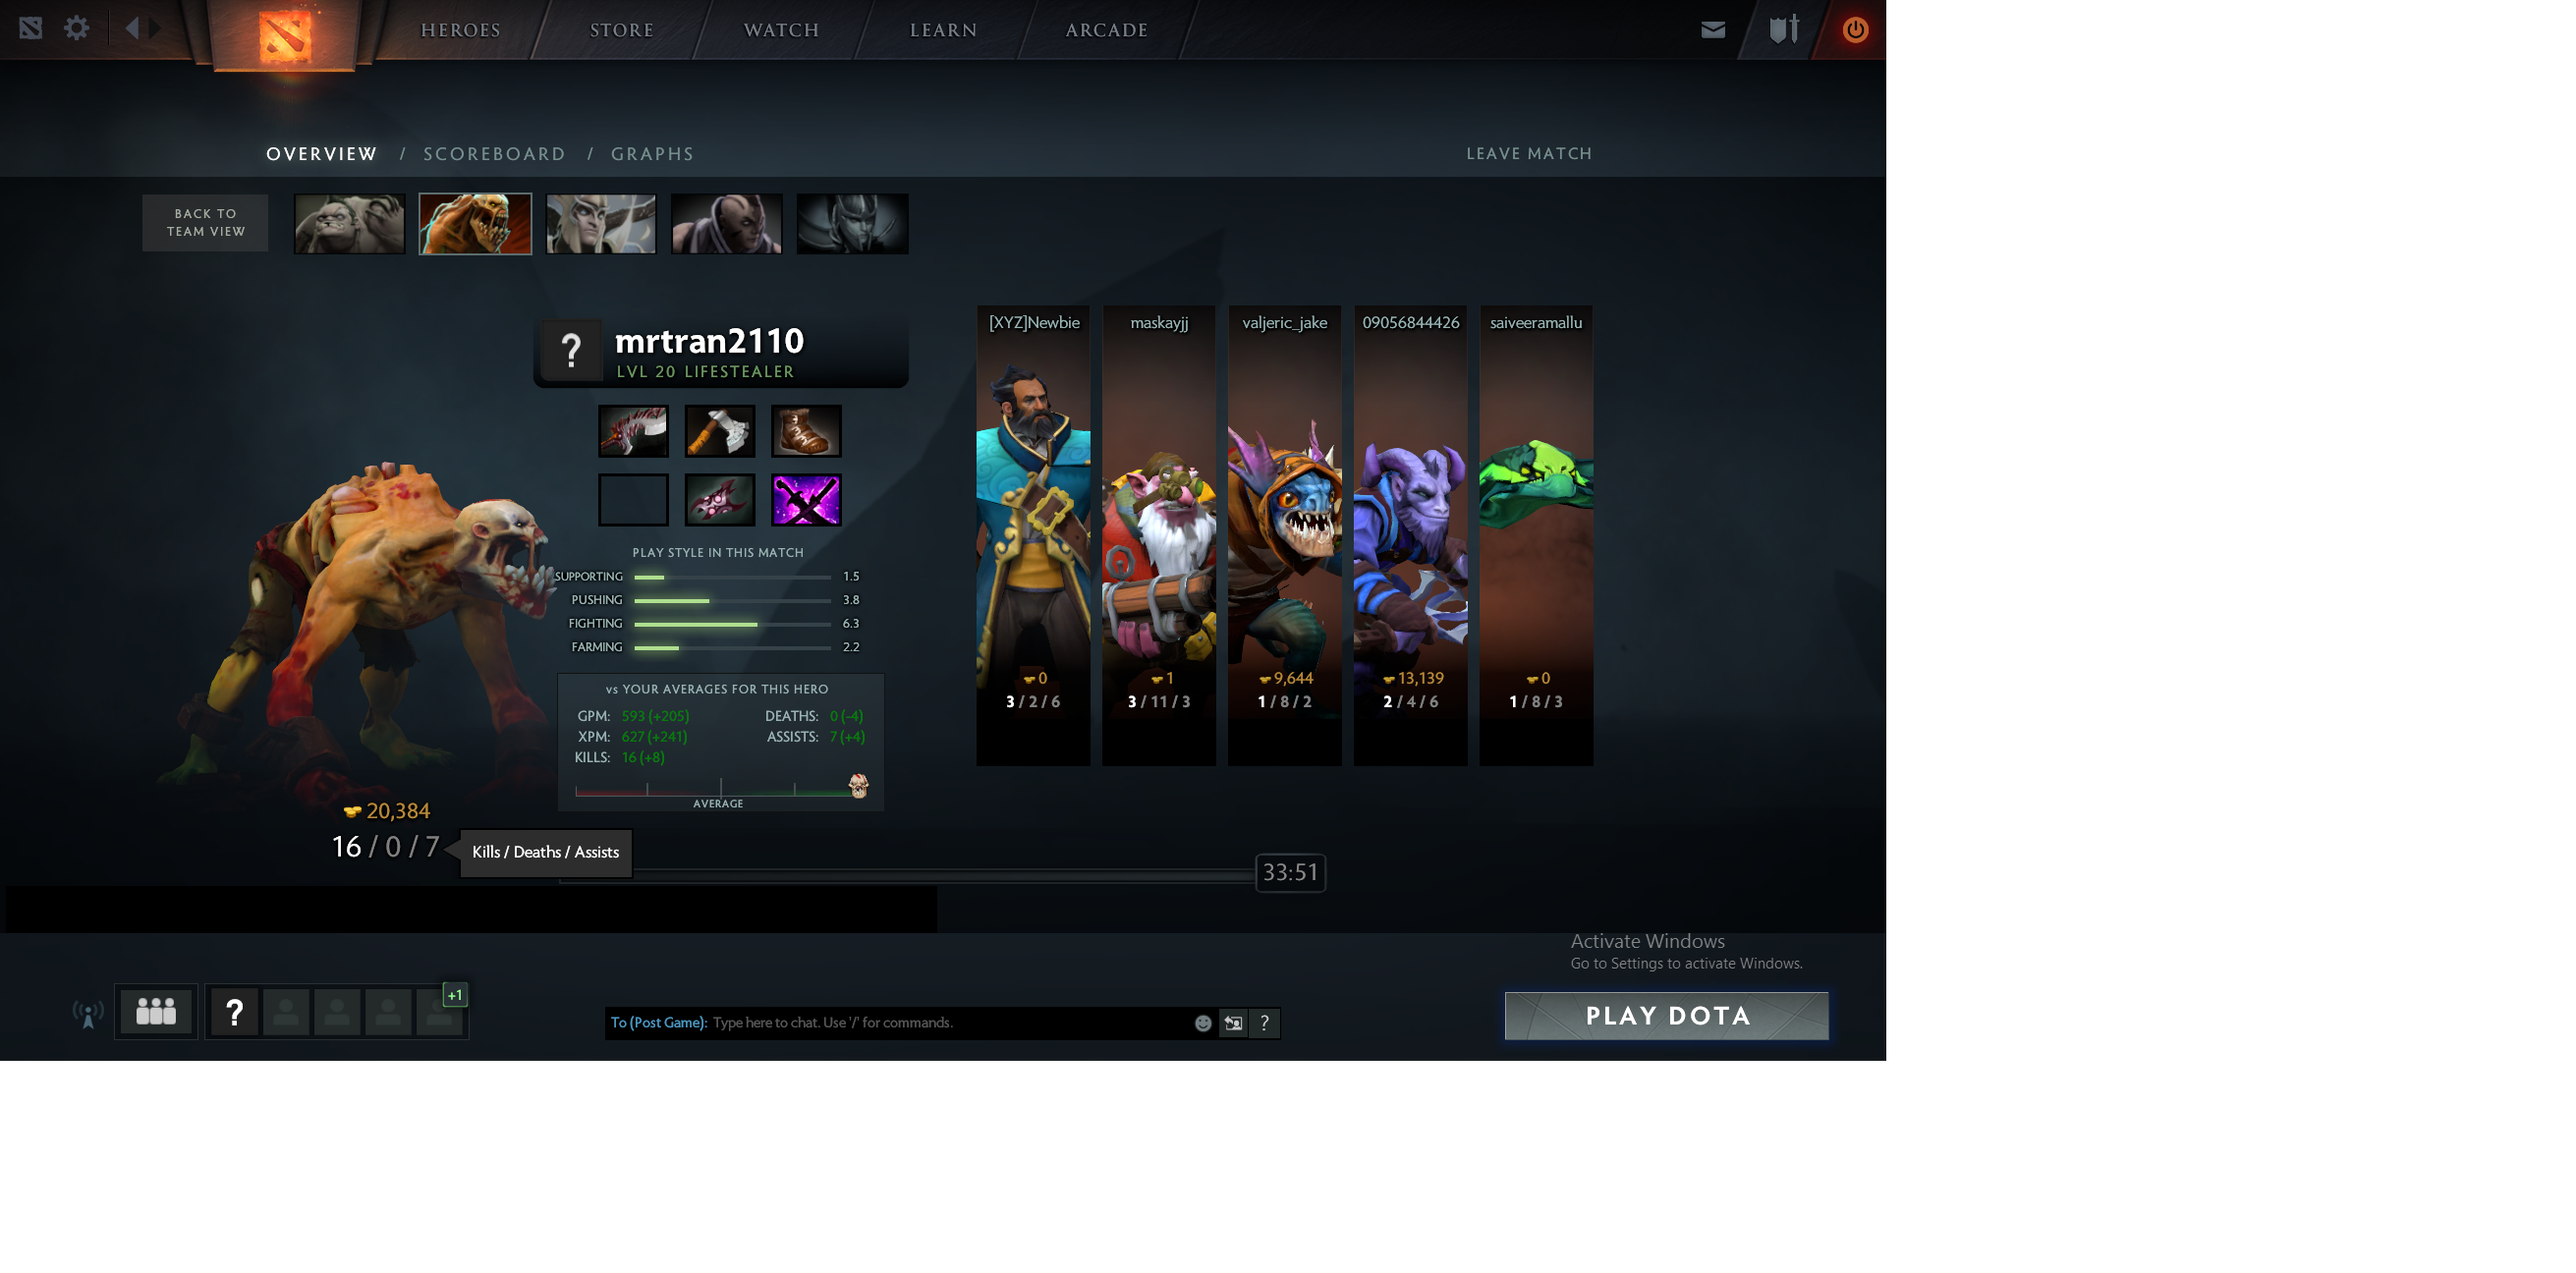 HEROES
STORE
WATCH
LEARN
ARCADE
OVERVIEW / SCOREBOARD / GRAPHS
LEAVE MATCH
BACK TO
TEAM VIEW
?
mrtran2110
LVL 20 LIFESTEALER
PLAY STYLE IN THIS MATCH
SUPPORTING 1.5
PUSHING 3.8
FIGHTING 6.3
FARMING 2.2
vs YOUR AVERAGES FOR THIS HERO
GPM: 593 (+205) DEATHS: 0 (-4)
XPM: 627 (+241) ASSISTS: 7 (+4)
KILLS: 16 (+8)
AVERAGE
20,384
16 / 0 / 7
Kills / Deaths / Assists
[XYZ]Newbie
0
3 / 2 / 6
maskayjj
1
3 / 11 / 3
valjeric_jake
9,644
1 / 8 / 2
09056844426
13,139
2 / 4 / 6
saiveeramallu
0
1 / 8 / 3
33:51
Activate Windows
Go to Settings to activate Windows.
?
+1
To (Post Game): Type here to chat. Use '/' for commands.
?
PLAY DOTA